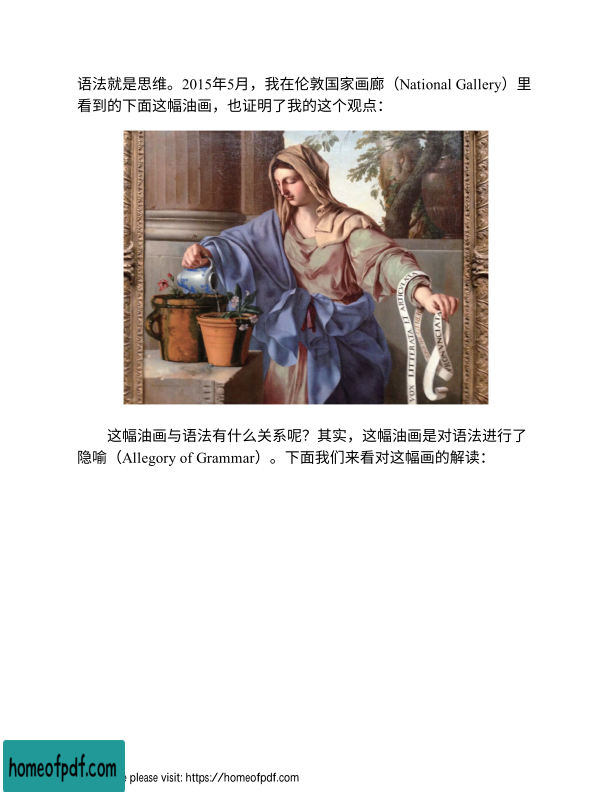 语法就是思维。2015年5月，我在伦敦国家画廊（National Gallery）里
看到的下面这幅油画，也证明了我的这个观点：
VOX LITTERATA ET ARTICULATA
PRONUNCIATA
这幅油画与语法有什么关系呢？其实，这幅油画是对语法进行了
隐喻（Allegory of Grammar）。下面我们来看对这幅画的解读：
homeofpdf.com
please visit: https://homeofpdf.com